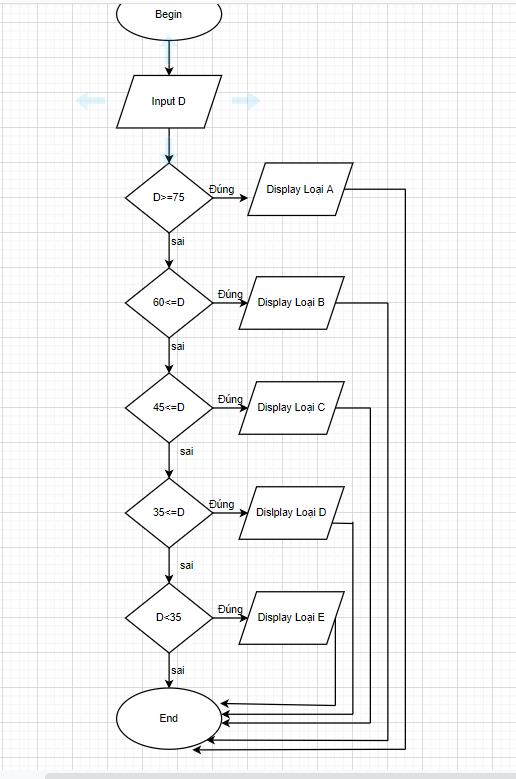 Begin
Input D
D>=75
Đúng
Display Loại A
sai
60<=D
Đúng
Display Loại B
sai
45<=D
Đúng
Display Loại C
sai
35<=D
Đúng
Dislplay Loại D
sai
D<35
Đúng
Display Loại E
sai
End